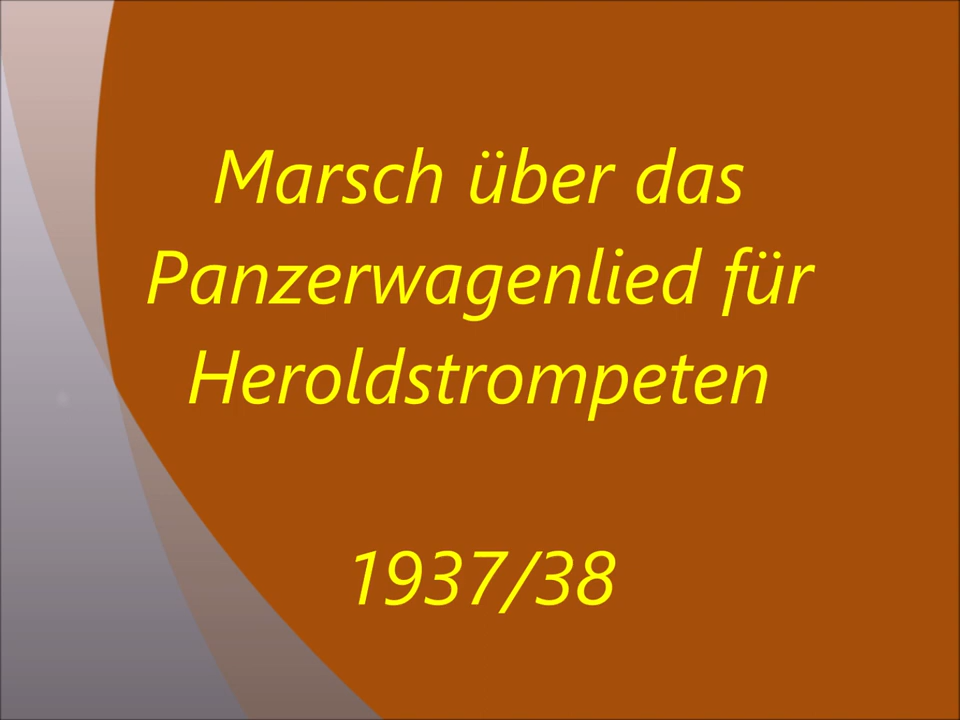 Marsch über das
Panzerwagenlied für
Heroldstrompeten
1937/38